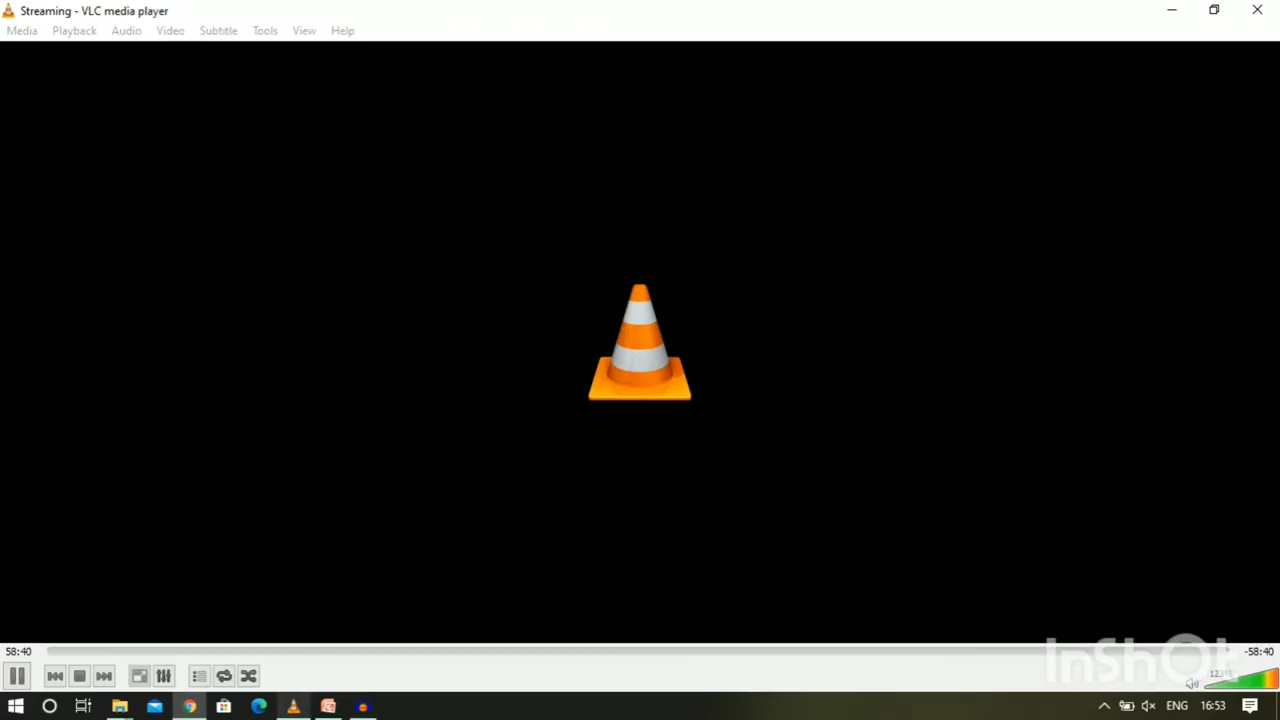 Streaming - VLC media player
Media Playback Audio Video Subtitle Tools View Help
58:40 -58:40
InShOt
ENG 16:53